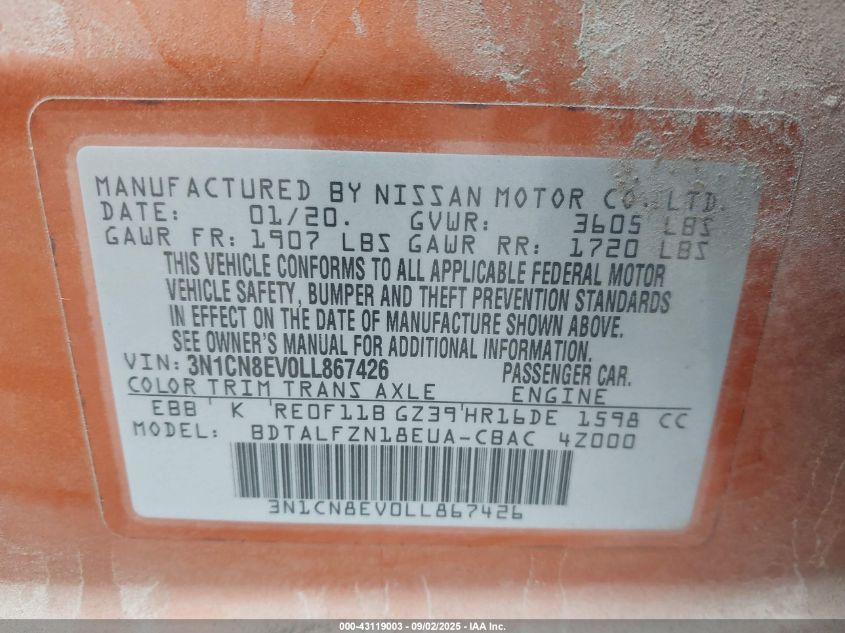 MANUFACTURED BY NISSAN MOTOR CO., LTD.
DATE: 01/20. GVWR: 3605 LBS
GAWR FR: 1907 LBS GAWR RR: 1720 LBS
THIS VEHICLE CONFORMS TO ALL APPLICABLE FEDERAL MOTOR
VEHICLE SAFETY, BUMPER AND THEFT PREVENTION STANDARDS
IN EFFECT ON THE DATE OF MANUFACTURE SHOWN ABOVE.
SEE OWNER'S MANUAL FOR ADDITIONAL INFORMATION.
VIN: 3N1CN8EV0LL867426 PASSENGER CAR.
COLOR TRIM TRANS AXLE ENGINE
EBB K RE0F11B GZ39 HR16DE 1598 CC
MODEL: BDTALFZN18EUA-CBAC 4Z000
3N1CN8EV0LL867426
000-43119003 - 09/02/2025 - IAA Inc.